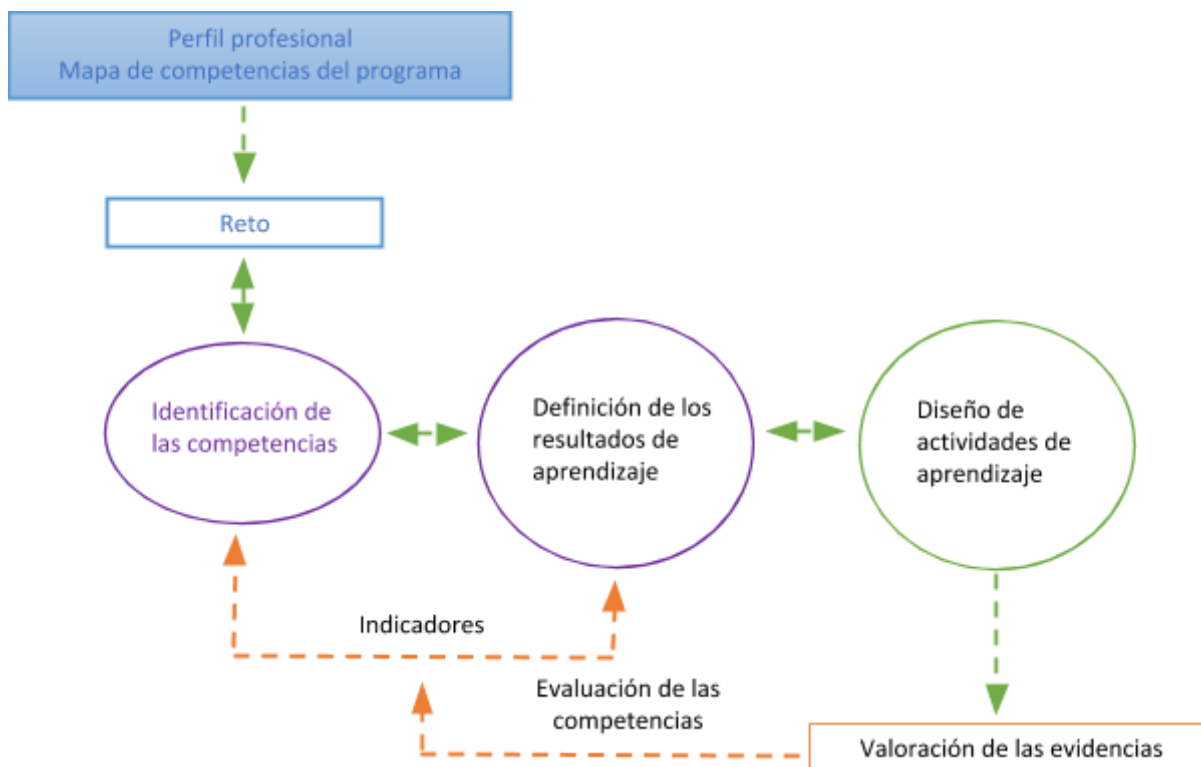 Perfil profesional
Mapa de competencias del programa
Reto
Identificación de
las competencias
Definición de los
resultados de
aprendizaje
Diseño de
actividades de
aprendizaje
Indicadores
Evaluación de las
competencias
Valoración de las evidencias